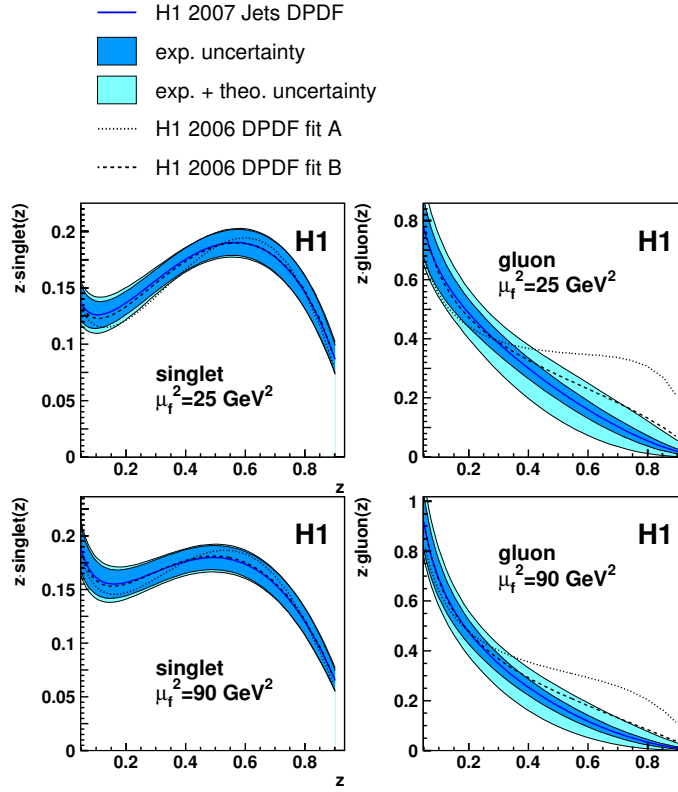 H1 2007 Jets DPDF
exp. uncertainty
exp. + theo. uncertainty
H1 2006 DPDF fit A
H1 2006 DPDF fit B
z·singlet(z)
0.2
0.15
0.1
0.05
0
H1
singlet
μ_f²=25 GeV²
0.2 0.4 0.6 0.8
z
z·gluon(z)
0.8
0.6
0.4
0.2
0
H1
gluon
μ_f²=25 GeV²
0.2 0.4 0.6 0.8
z·singlet(z)
0.2
0.15
0.1
0.05
0
H1
singlet
μ_f²=90 GeV²
0.2 0.4 0.6 0.8
z
z·gluon(z)
1
0.8
0.6
0.4
0.2
0
H1
gluon
μ_f²=90 GeV²
0.2 0.4 0.6 0.8